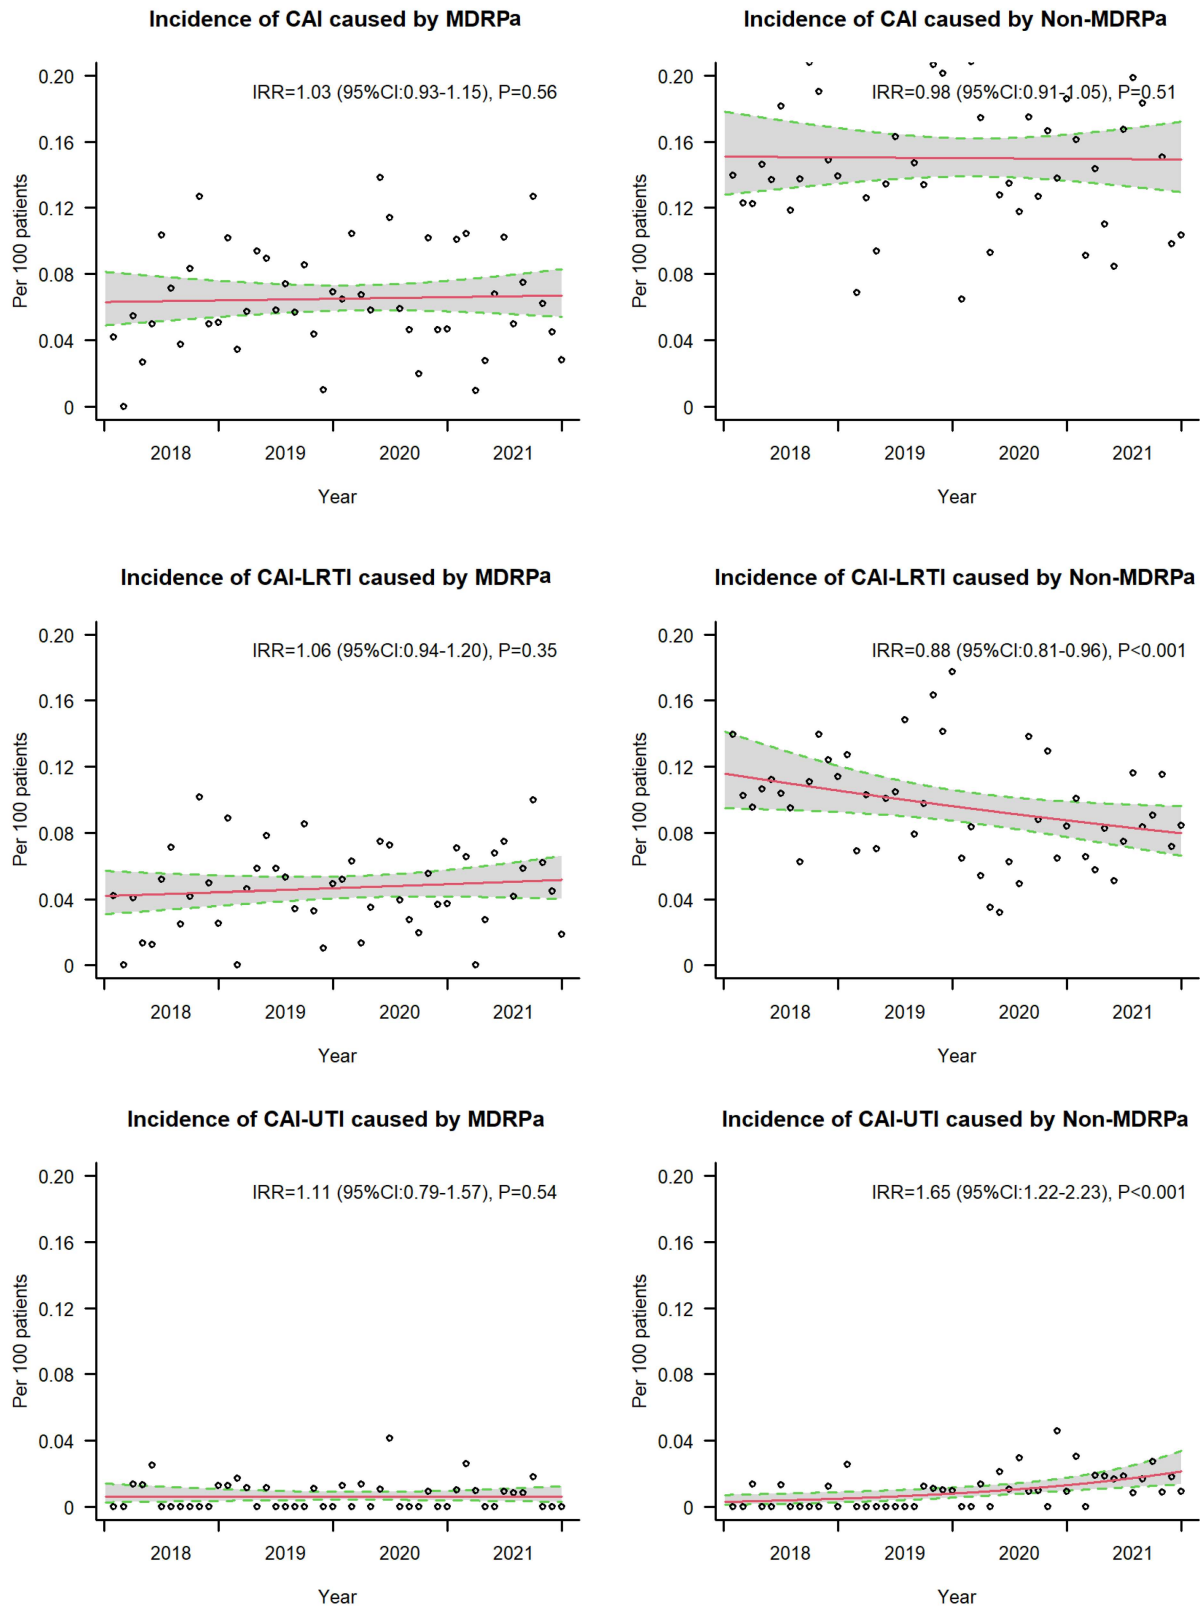 Incidence of CAI caused by MDRPa
IRR=1.03 (95%CI:0.93-1.15), P=0.56
Per 100 patients
0.20
0.16
0.12
0.08
0.04
0
2018 2019 2020 2021
Year
Incidence of CAI caused by Non-MDRPa
IRR=0.98 (95%CI:0.91-1.05), P=0.51
Per 100 patients
0.20
0.16
0.12
0.08
0.04
0
2018 2019 2020 2021
Year
Incidence of CAI-LRTI caused by MDRPa
IRR=1.06 (95%CI:0.94-1.20), P=0.35
Per 100 patients
0.20
0.16
0.12
0.08
0.04
0
2018 2019 2020 2021
Year
Incidence of CAI-LRTI caused by Non-MDRPa
IRR=0.88 (95%CI:0.81-0.96), P<0.001
Per 100 patients
0.20
0.16
0.12
0.08
0.04
0
2018 2019 2020 2021
Year
Incidence of CAI-UTI caused by MDRPa
IRR=1.11 (95%CI:0.79-1.57), P=0.54
Per 100 patients
0.20
0.16
0.12
0.08
0.04
0
2018 2019 2020 2021
Year
Incidence of CAI-UTI caused by Non-MDRPa
IRR=1.65 (95%CI:1.22-2.23), P<0.001
Per 100 patients
0.20
0.16
0.12
0.08
0.04
0
2018 2019 2020 2021
Year